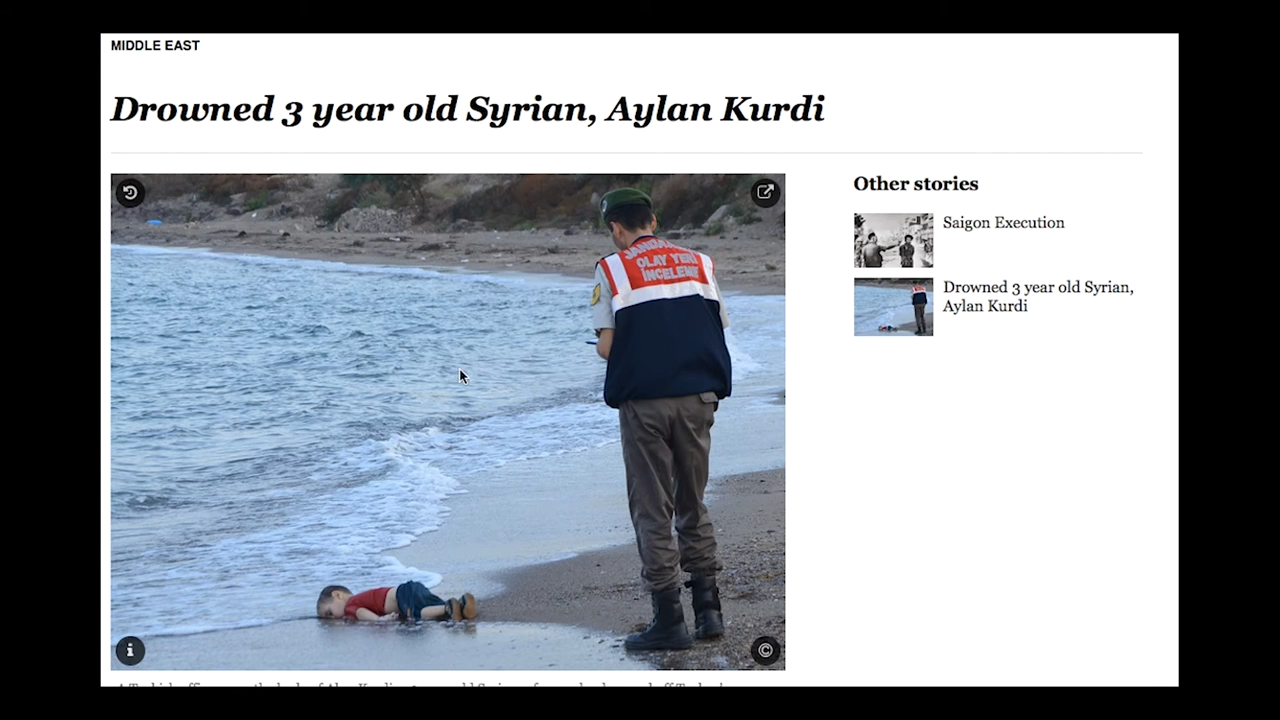 MIDDLE EAST
Drowned 3 year old Syrian, Aylan Kurdi
JANDARMA
OLAY YERİ
İNCELEME
Other stories
Saigon Execution
Drowned 3 year old Syrian,
Aylan Kurdi
i
©